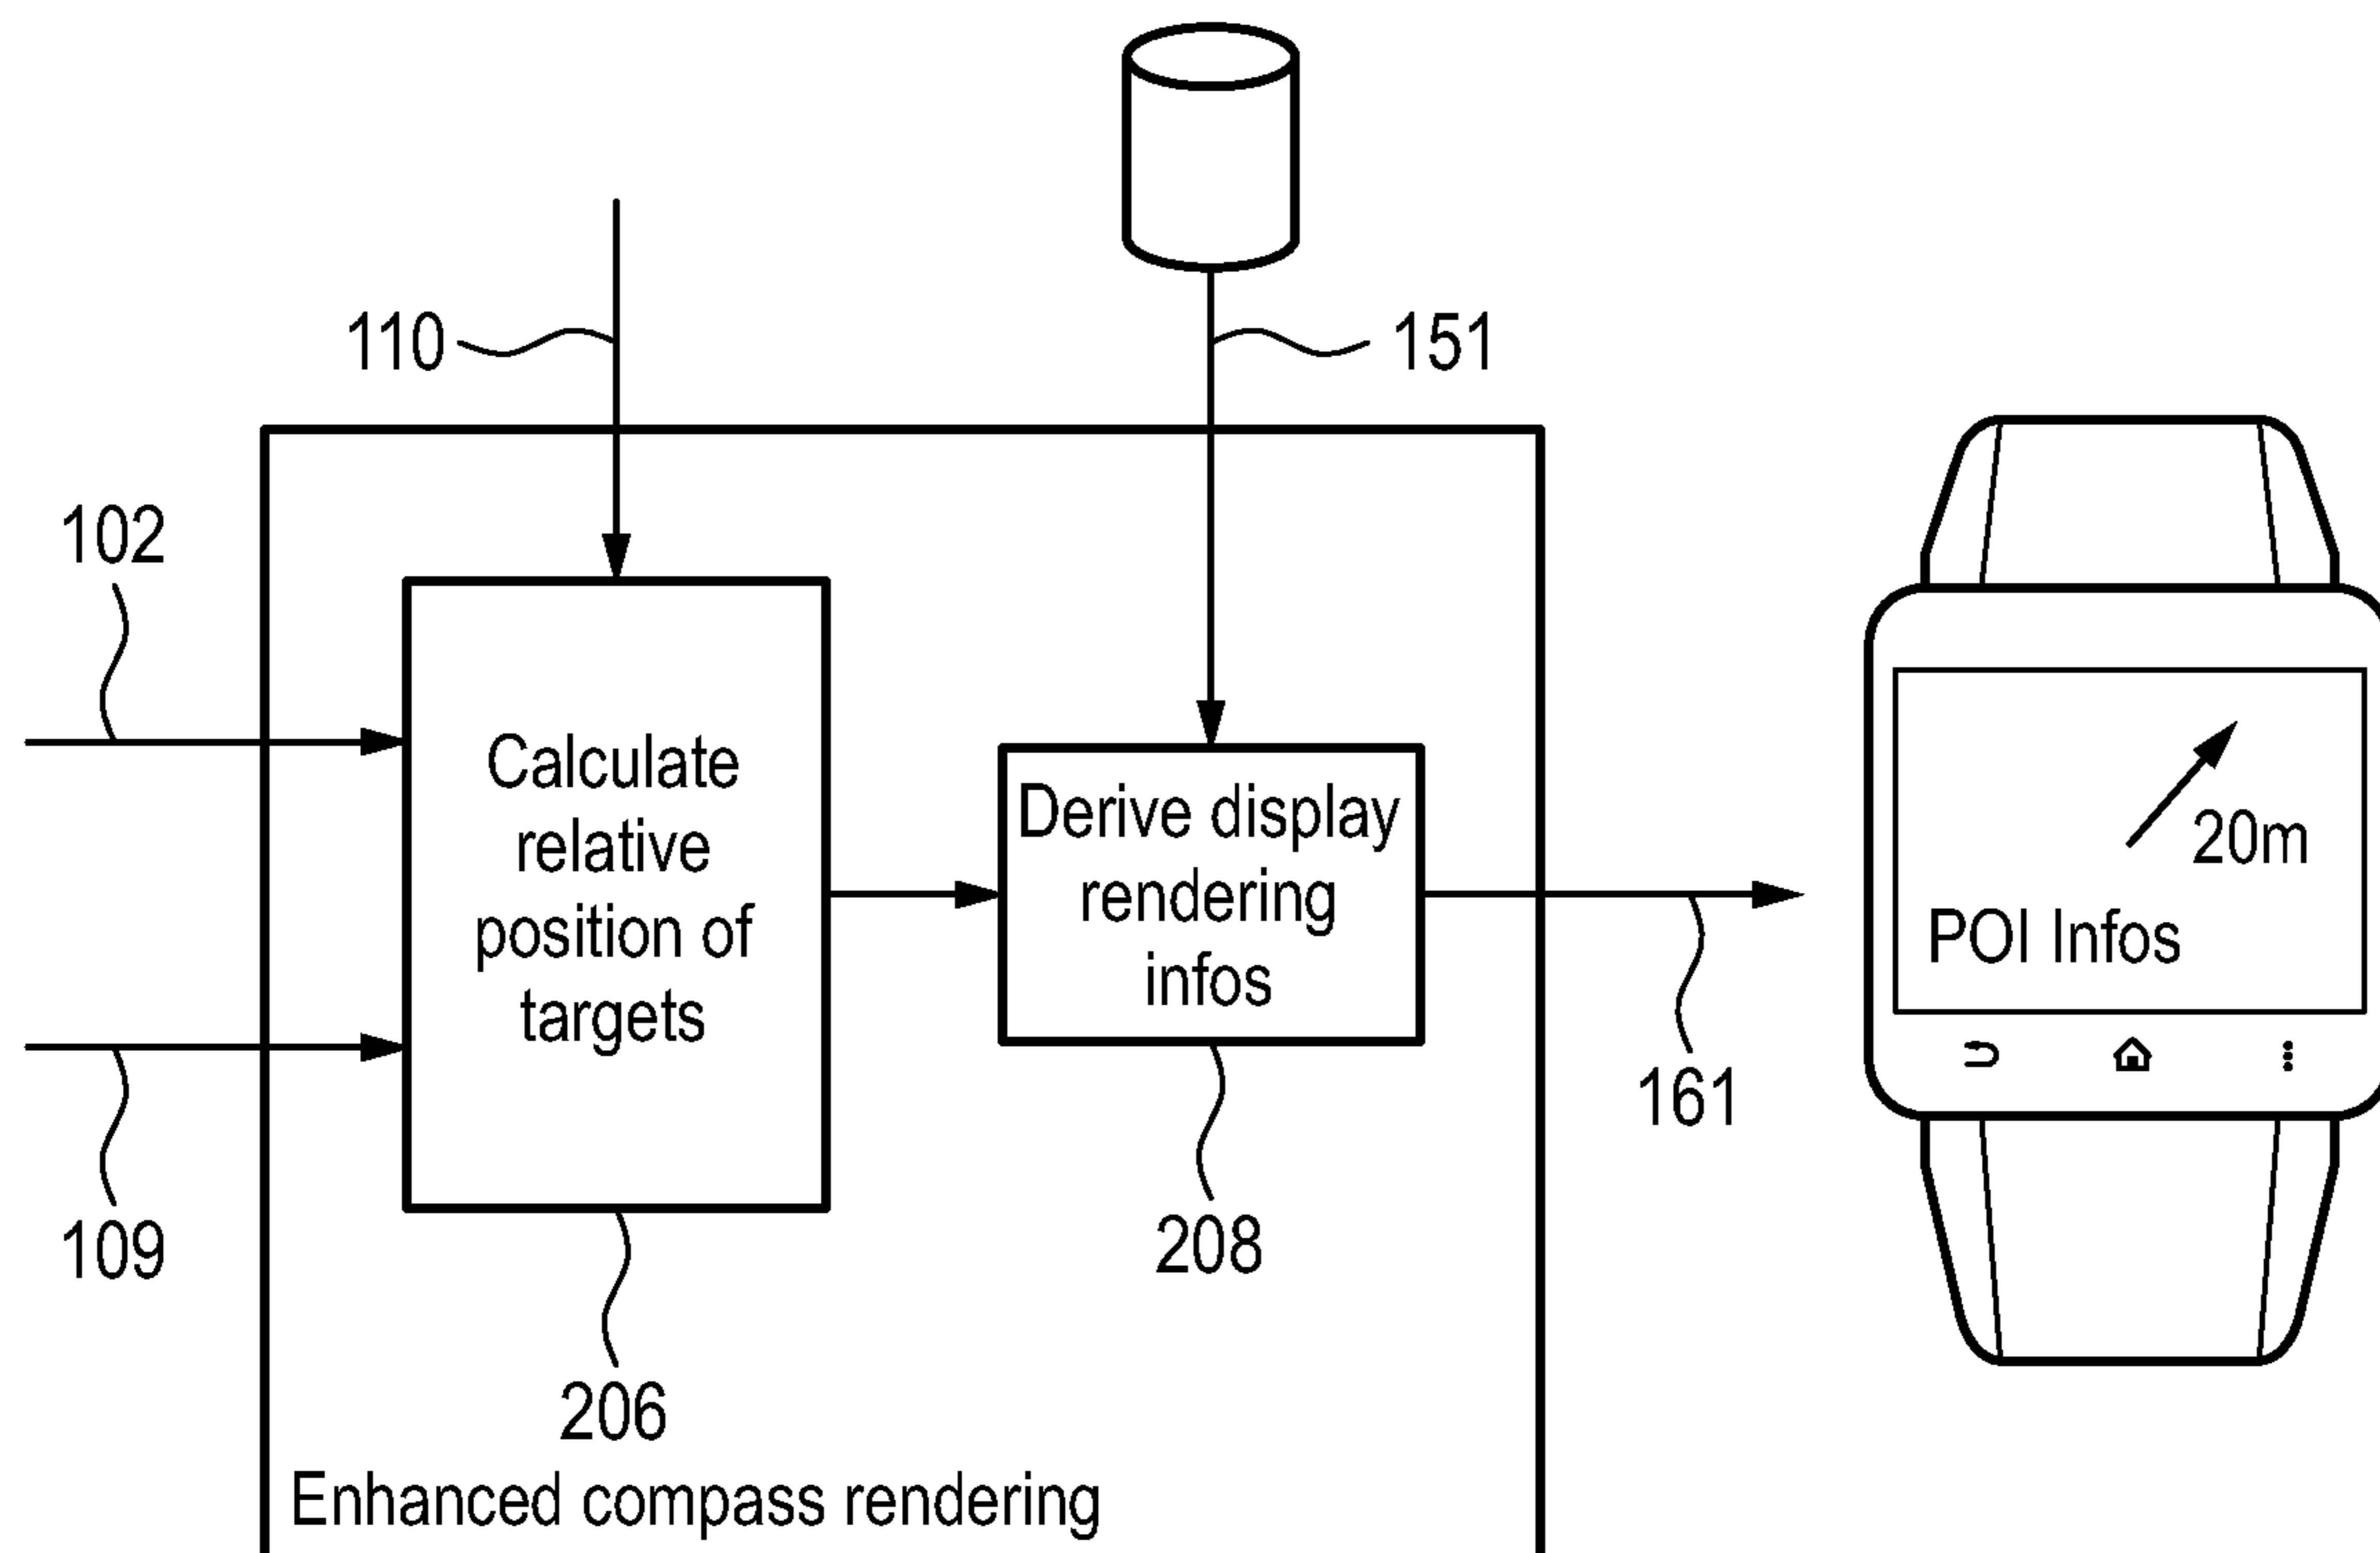 110
151
102
Calculate
relative
position of
targets
Derive display
rendering
infos
20m
POI Infos
109
161
208
206
Enhanced compass rendering